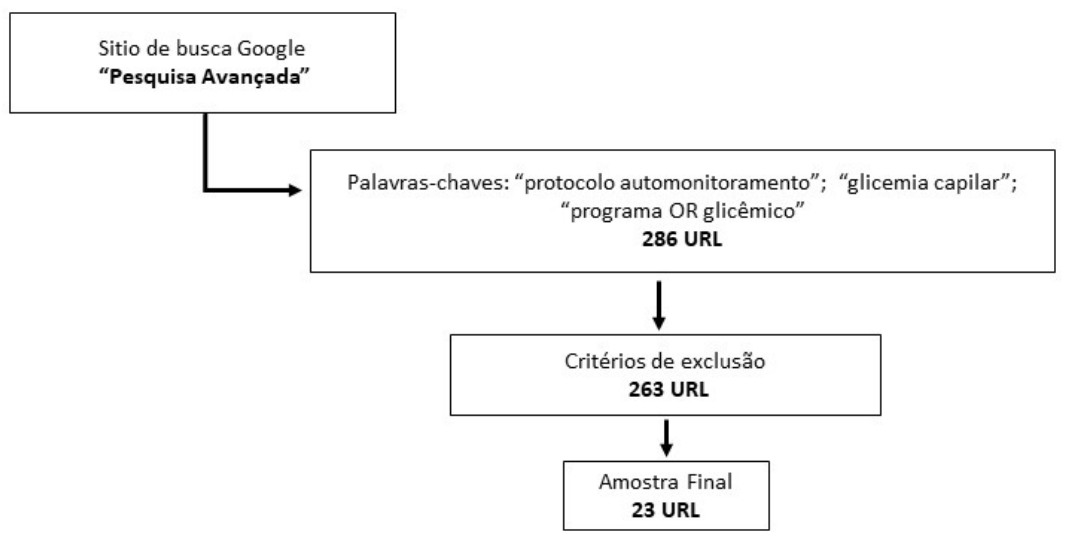 Sitio de busca Google
“Pesquisa Avançada”
Palavras-chaves: “protocolo automonitoramento”; “glicemia capilar”;
“programa OR glicêmico”
286 URL
Critérios de exclusão
263 URL
Amostra Final
23 URL